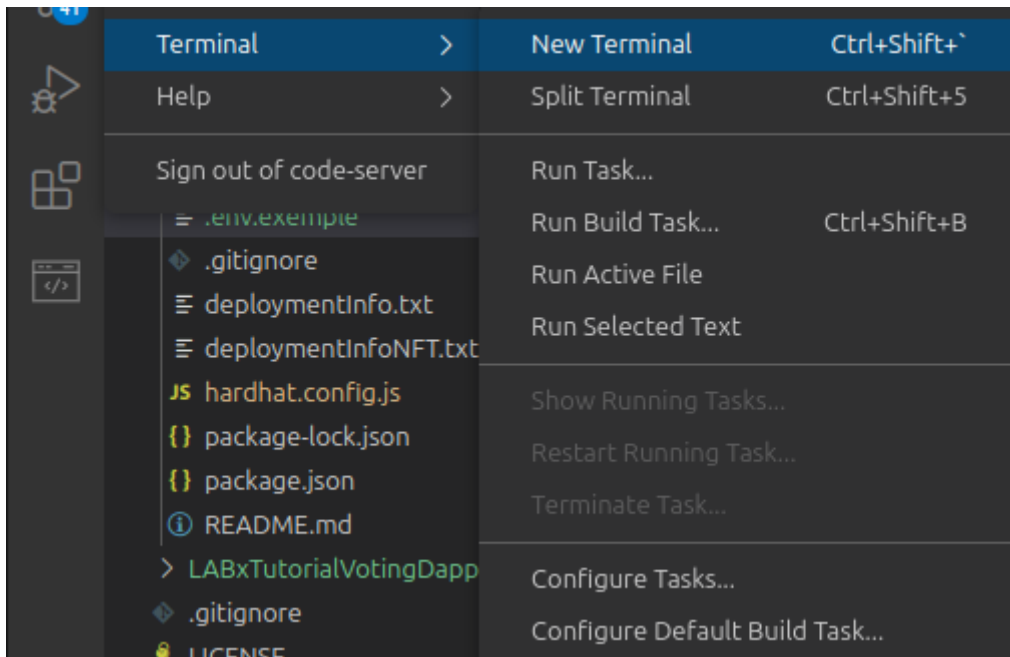 41
Terminal
Help
Sign out of code-server
.env.exemple
.gitignore
deploymentInfo.txt
deploymentInfoNFT.txt
JS hardhat.config.js
{} package-lock.json
{} package.json
README.md
LABxTutorialVotingDapp
.gitignore
LICENSE
New Terminal Ctrl+Shift+`
Split Terminal Ctrl+Shift+5
Run Task...
Run Build Task... Ctrl+Shift+B
Run Active File
Run Selected Text
Show Running Tasks...
Restart Running Task...
Terminate Task...
Configure Tasks...
Configure Default Build Task...